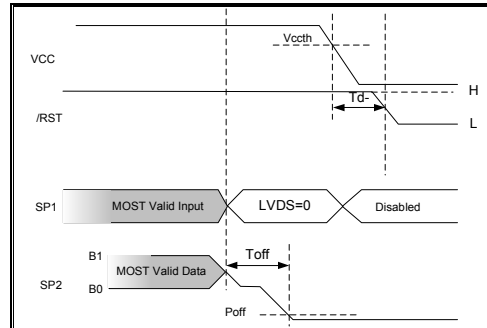 Vccth
VCC
H
Td-
/RST
L
SP1
MOST Valid Input
LVDS=0
Disabled
B1
MOST Valid Data
Toff
SP2
B0
Poff